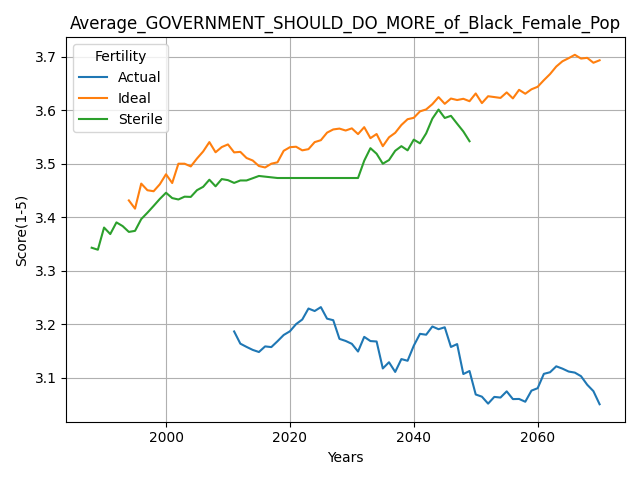 Average_GOVERNMENT_SHOULD_DO_MORE_of_Black_Female_Pop
Fertility
Actual
Ideal
Sterile
Score(1-5)
3.7
3.6
3.5
3.4
3.3
3.2
3.1
2000
2020
2040
2060
Years